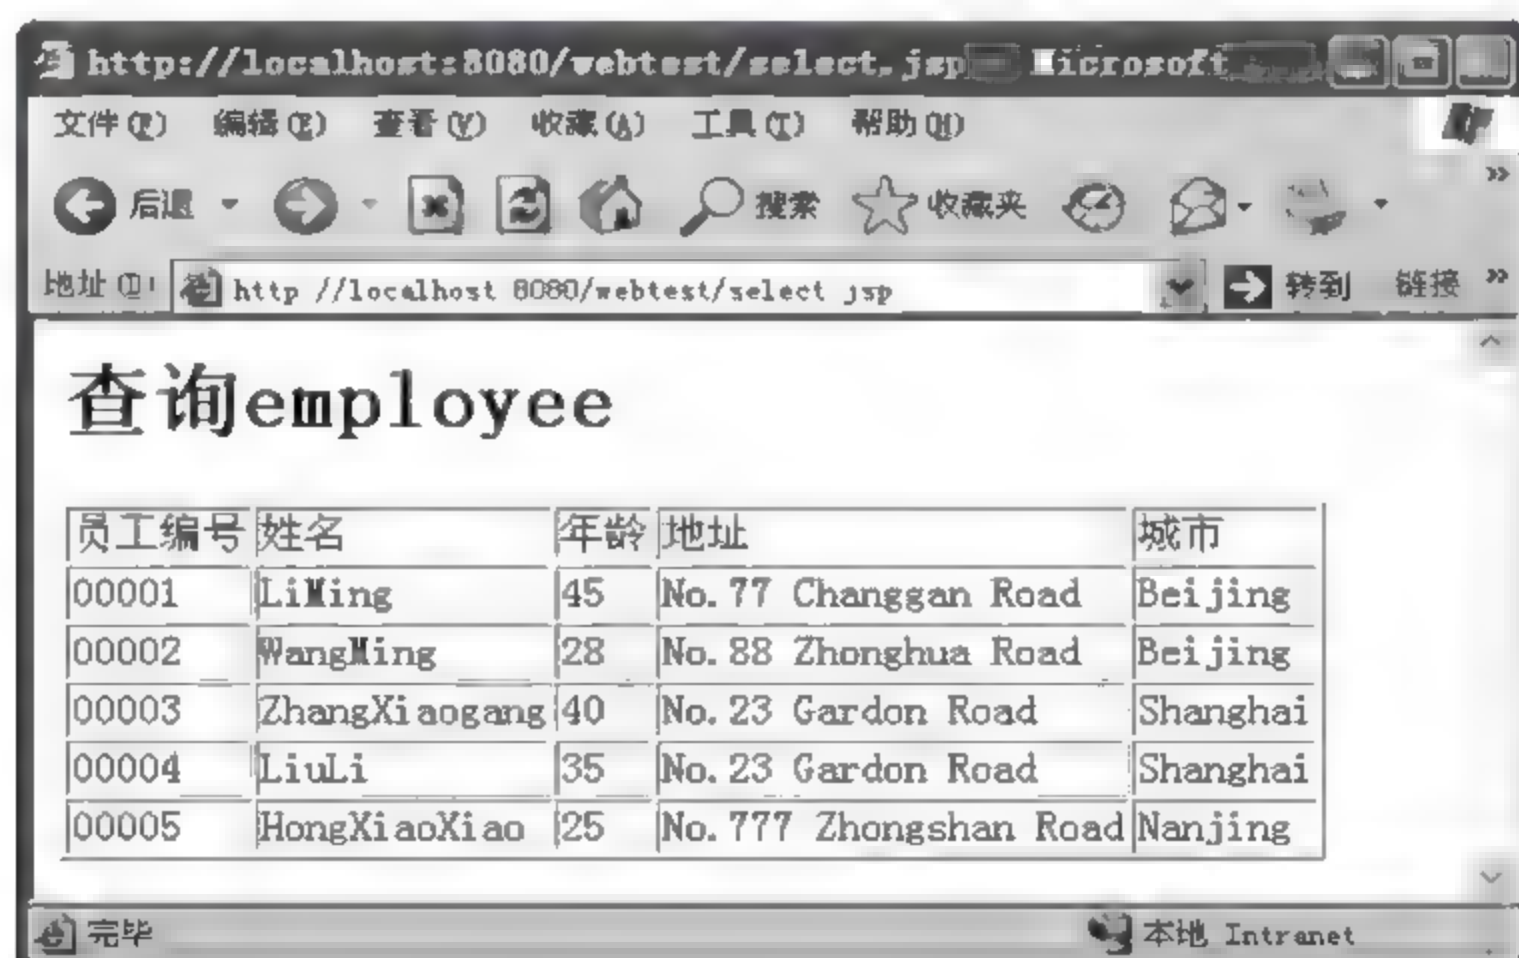 http://localhost:8080/webtest/select.jsp Microsoft
文件(F) 编辑(E) 查看(V) 收藏(A) 工具(T) 帮助(H)
后退 搜索 收藏夹 »
地址(D) http //localhost 8080/webtest/select jsp 转到 链接 »
查询employee
员工编号 姓名 年龄 地址 城市
00001 LiMing 45 No.77 Changgan Road Beijing
00002 WangMing 28 No.88 Zhonghua Road Beijing
00003 ZhangXiaogang 40 No.23 Gardon Road Shanghai
00004 LiuLi 35 No.23 Gardon Road Shanghai
00005 HongXiaoXiao 25 No.777 Zhongshan Road Nanjing
完毕 本地 Intranet